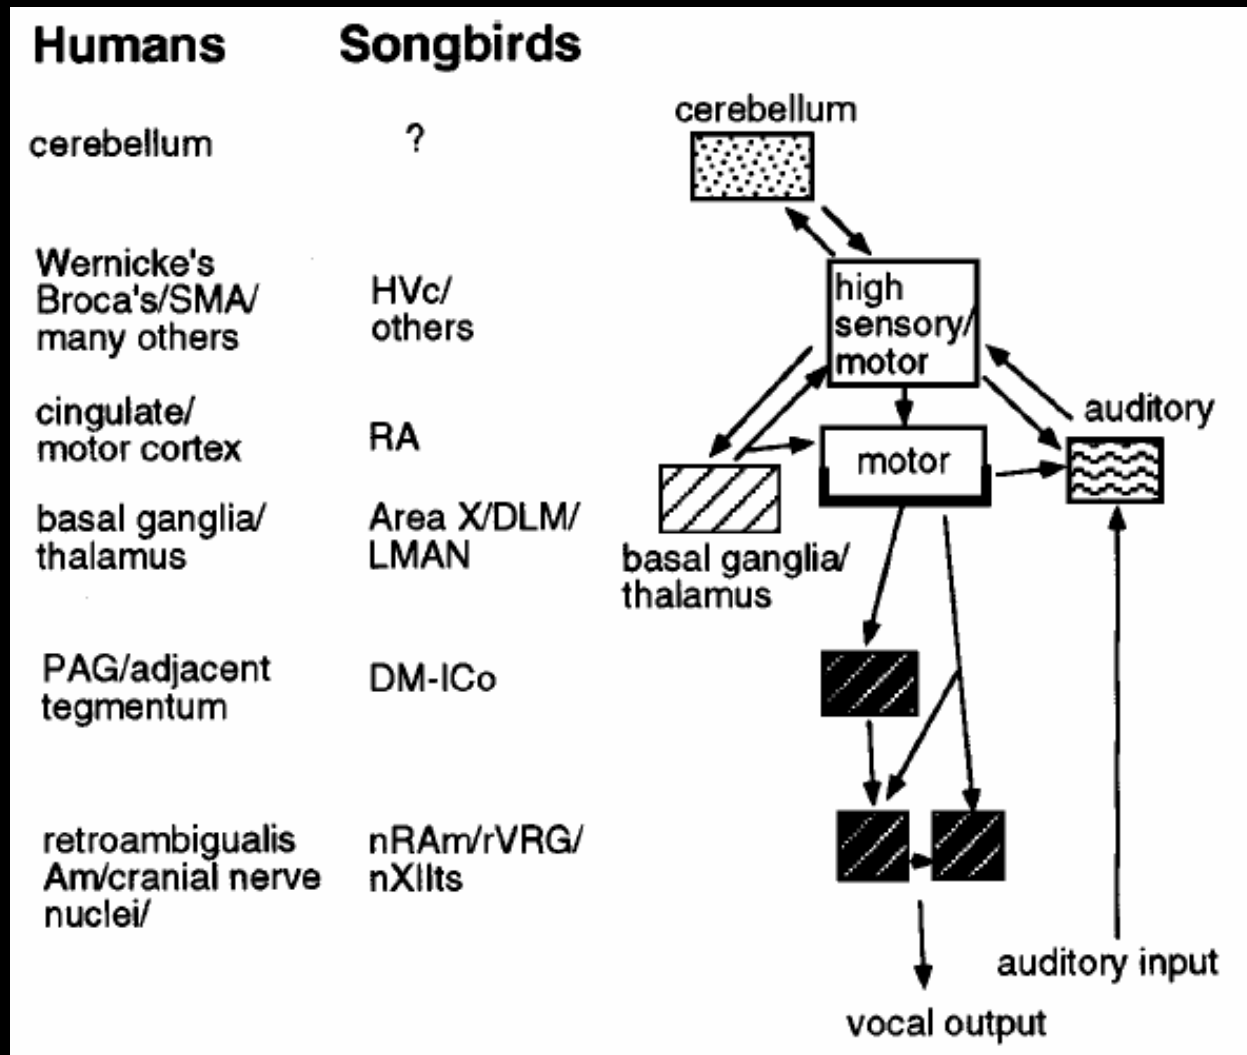 Humans
Songbirds
cerebellum
?
Wernicke's
Broca's/SMA/
many others
HVc/
others
cingulate/
motor cortex
RA
basal ganglia/
thalamus
Area X/DLM/
LMAN
PAG/adjacent
tegmentum
DM-ICo
retroambigualis
Am/cranial nerve
nuclei/
nRAm/rVRG/
nXIIts
cerebellum
high
sensory/
motor
auditory
motor
basal ganglia/
thalamus
auditory input
vocal output